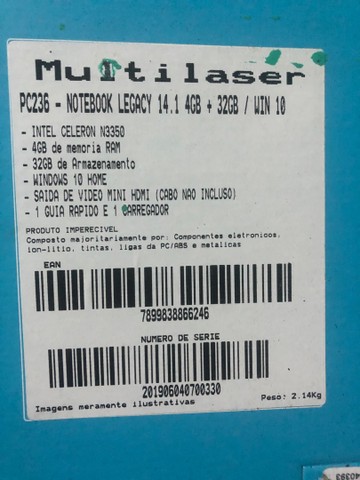 Multilaser
PC236 - NOTEBOOK LEGACY 14.1 4GB + 32GB / WIN 10
- INTEL CELERON N3350
- 4GB de memoria RAM
- 32GB de Armazenamento
- WINDOWS 10 HOME
- SAIDA DE VIDEO MINI HDMI (CABO NAO INCLUSO)
- 1 GUIA RAPIDO E 1 CARREGADOR
PRODUTO IMPERECIVEL
Composto majoritariamente por: Componentes eletronicos,
ion-litio, tintas, ligas da PC/ABS e metalicas
EAN
7899838866246
NUMERO DE SERIE
201906040700330
Imagens meramente ilustrativas
Peso: 2.14Kg